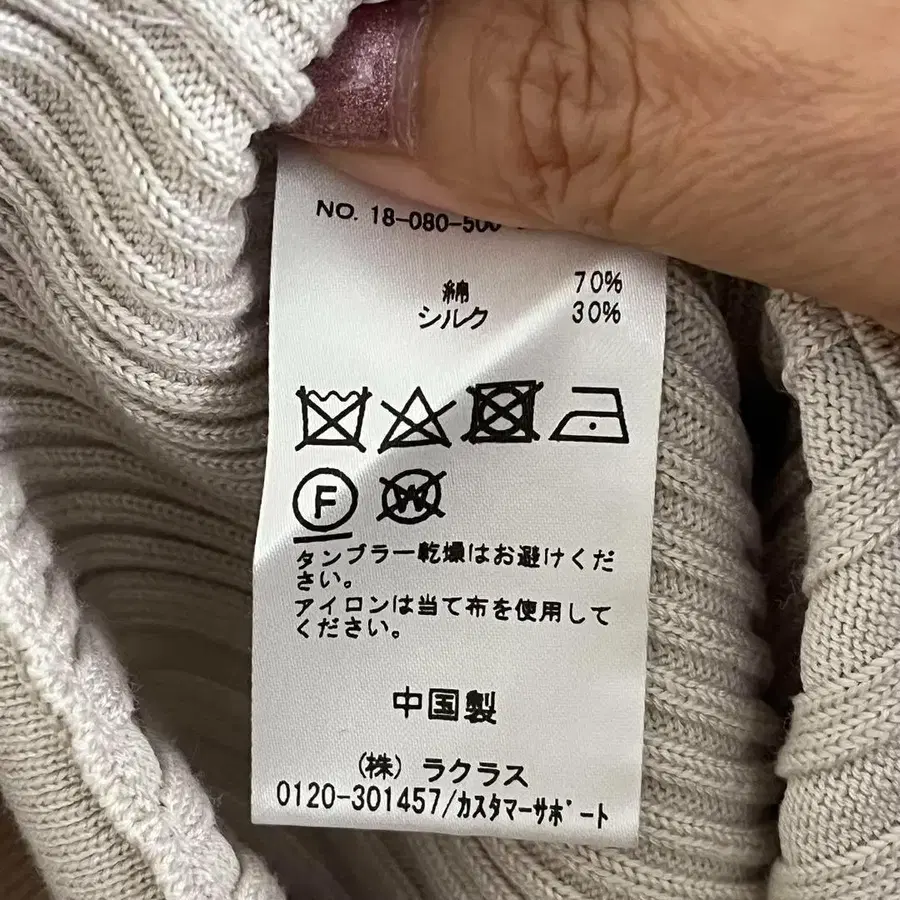 NO. 18-080-500
綿 70%
シルク 30%
F
W
タンブラー乾燥はお避けくだ
さい。
アイロンは当て布を使用して
ください。
中国製
(株) ラクラス
0120-301457/カスタマーサポート